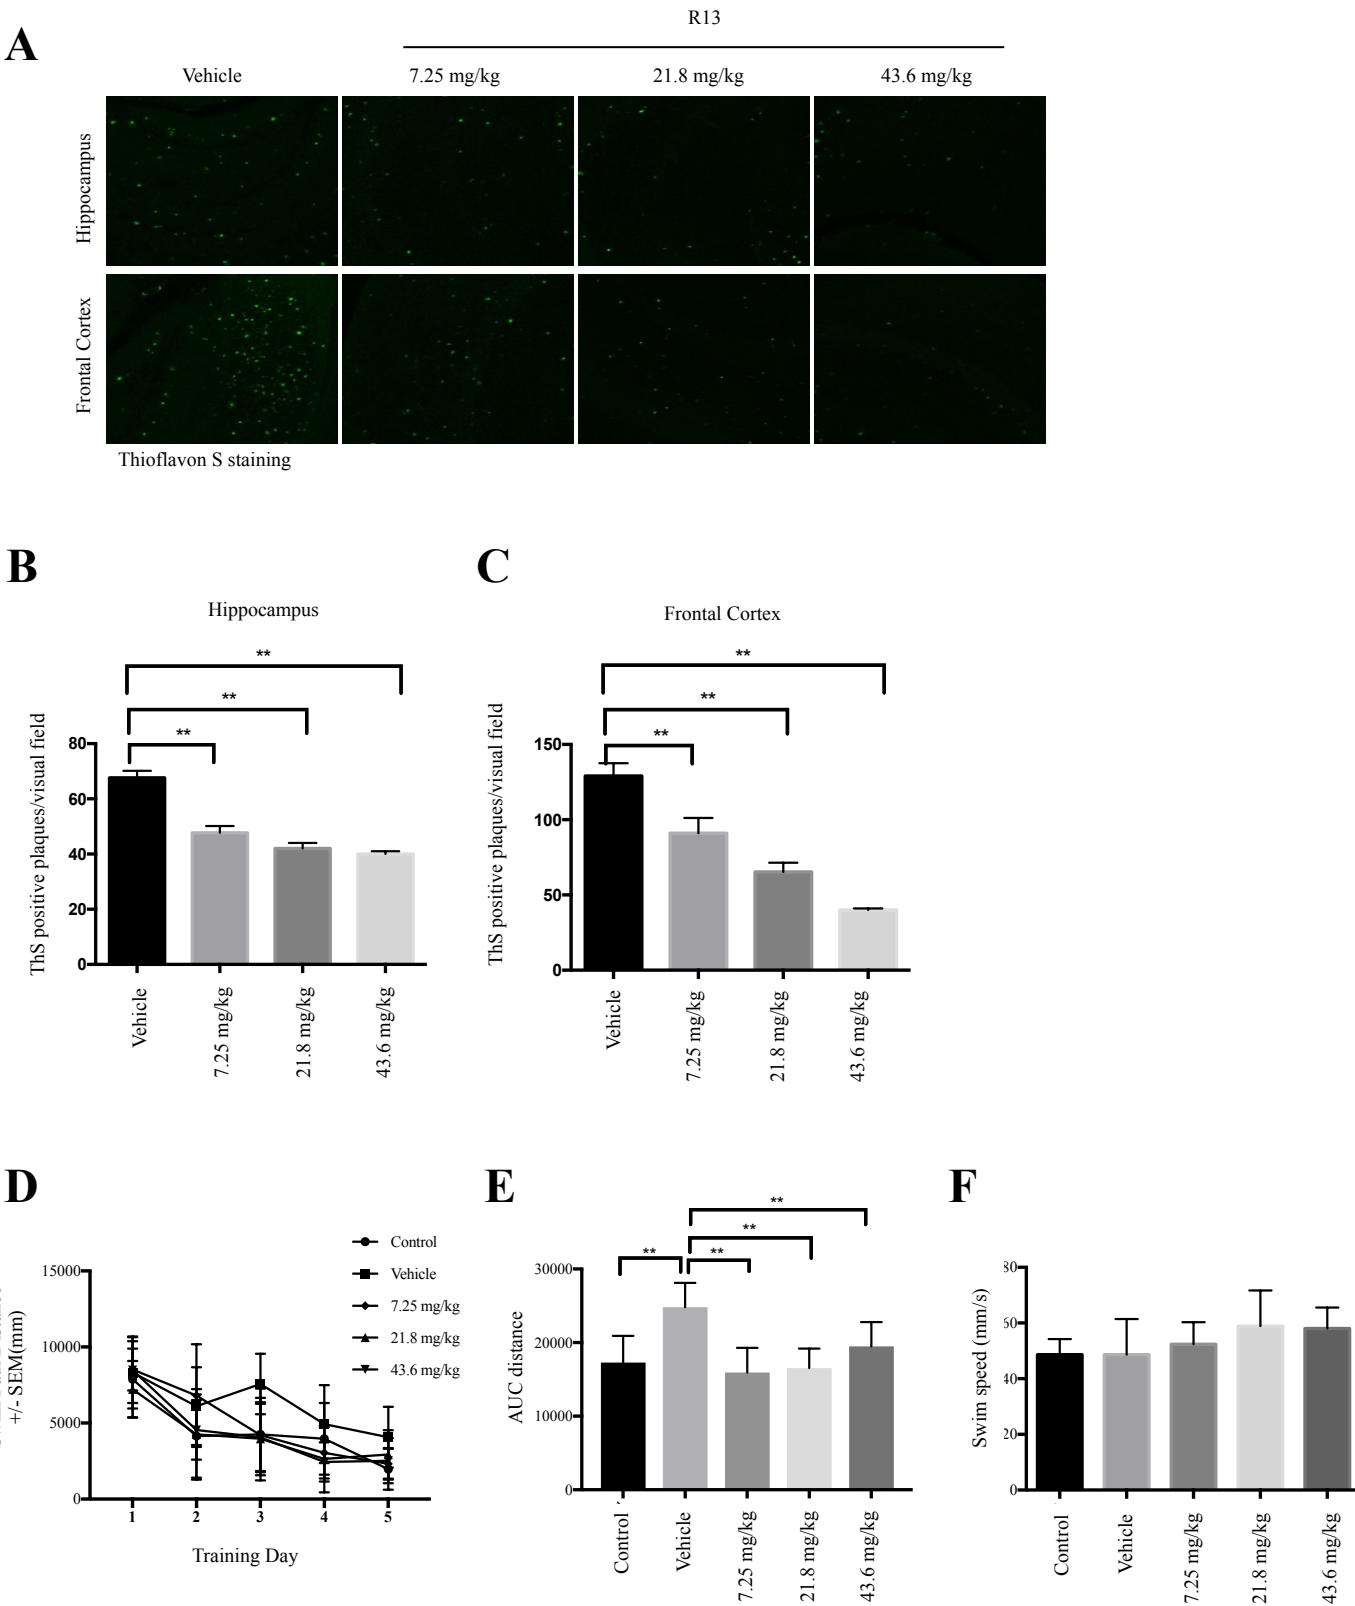 A
R13
Vehicle
7.25 mg/kg
21.8 mg/kg
43.6 mg/kg
Hippocampus
Frontal Cortex
Thioflavon S staining
B
Hippocampus
**
**
**
ThS positive plaques/visual field
80
60
40
20
0
Vehicle
7.25 mg/kg
21.8 mg/kg
43.6 mg/kg
C
Frontal Cortex
**
**
**
ThS positive plaques/visual field
150
100
50
0
Vehicle
7.25 mg/kg
21.8 mg/kg
43.6 mg/kg
D
Control
Vehicle
7.25 mg/kg
21.8 mg/kg
43.6 mg/kg
+/- SEM(mm)
15000
10000
5000
0
1 2 3 4 5
Training Day
E
**
**
**
**
AUC distance
30000
20000
10000
0
Control
Vehicle
7.25 mg/kg
21.8 mg/kg
43.6 mg/kg
F
Swim speed (mm/s)
80
60
40
20
0
Control
Vehicle
7.25 mg/kg
21.8 mg/kg
43.6 mg/kg